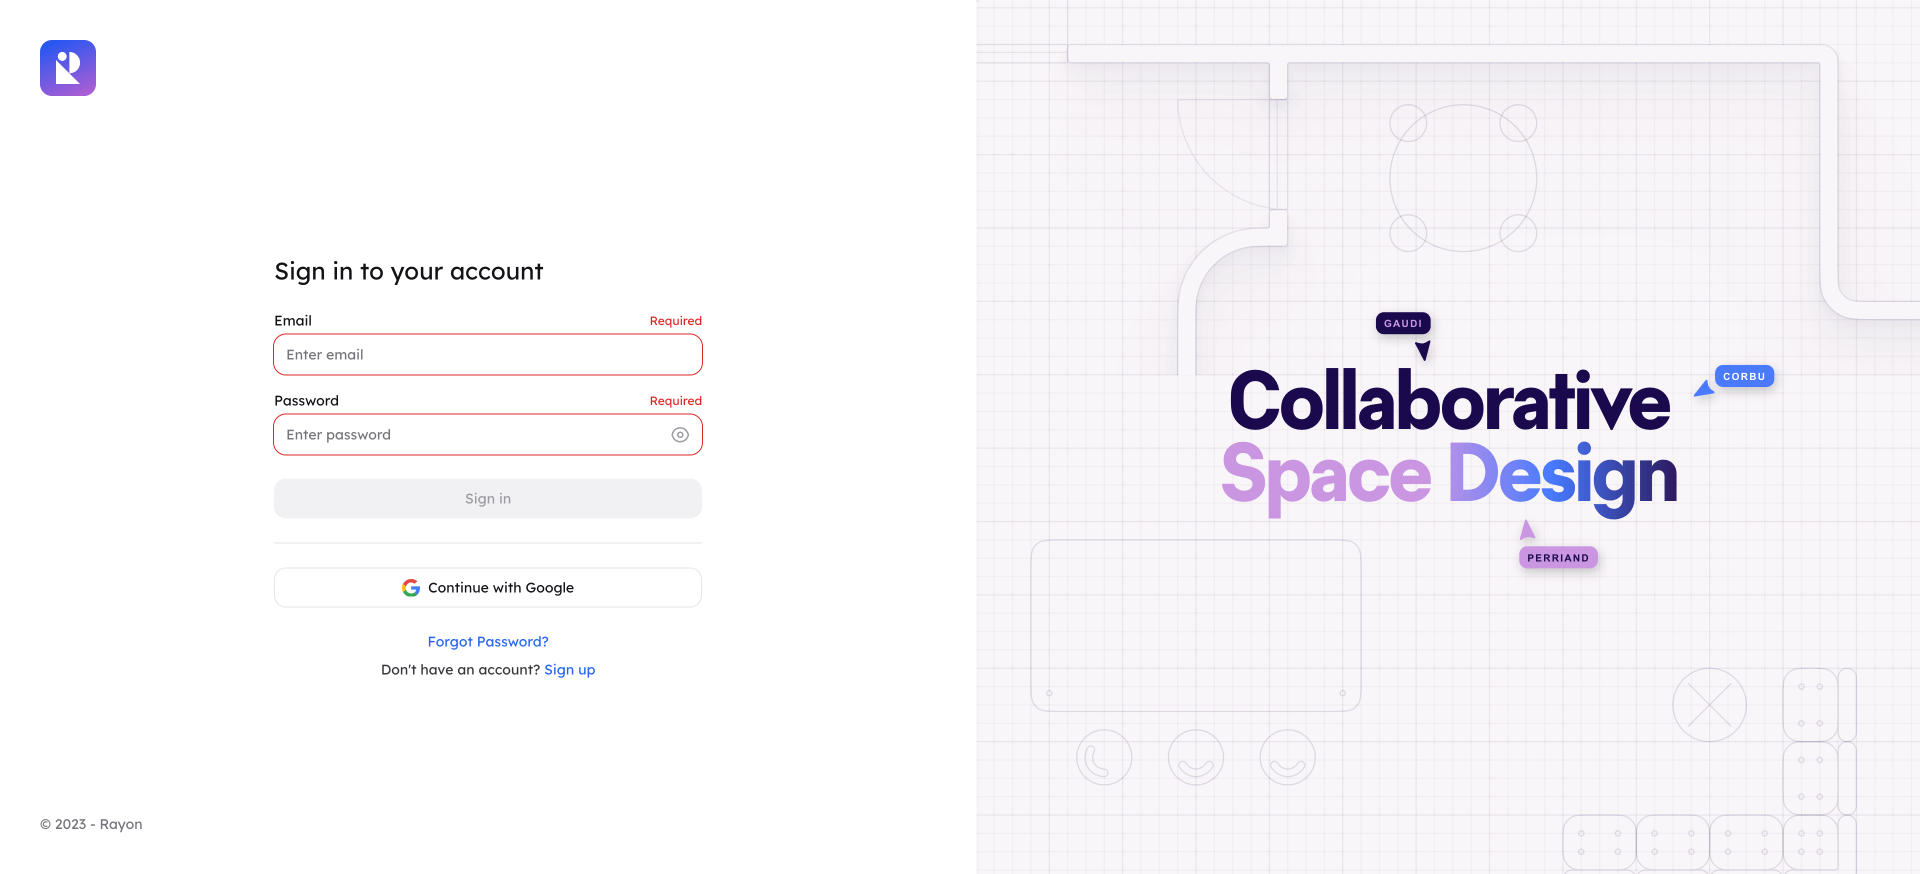 Sign in to your account
Email
Required
Enter email
Password
Required
Enter password
Sign in
Continue with Google
Forgot Password?
Don't have an account? Sign up
© 2023 - Rayon
GAUDI
CORBU
Collaborative
Space Design
PERRIAND